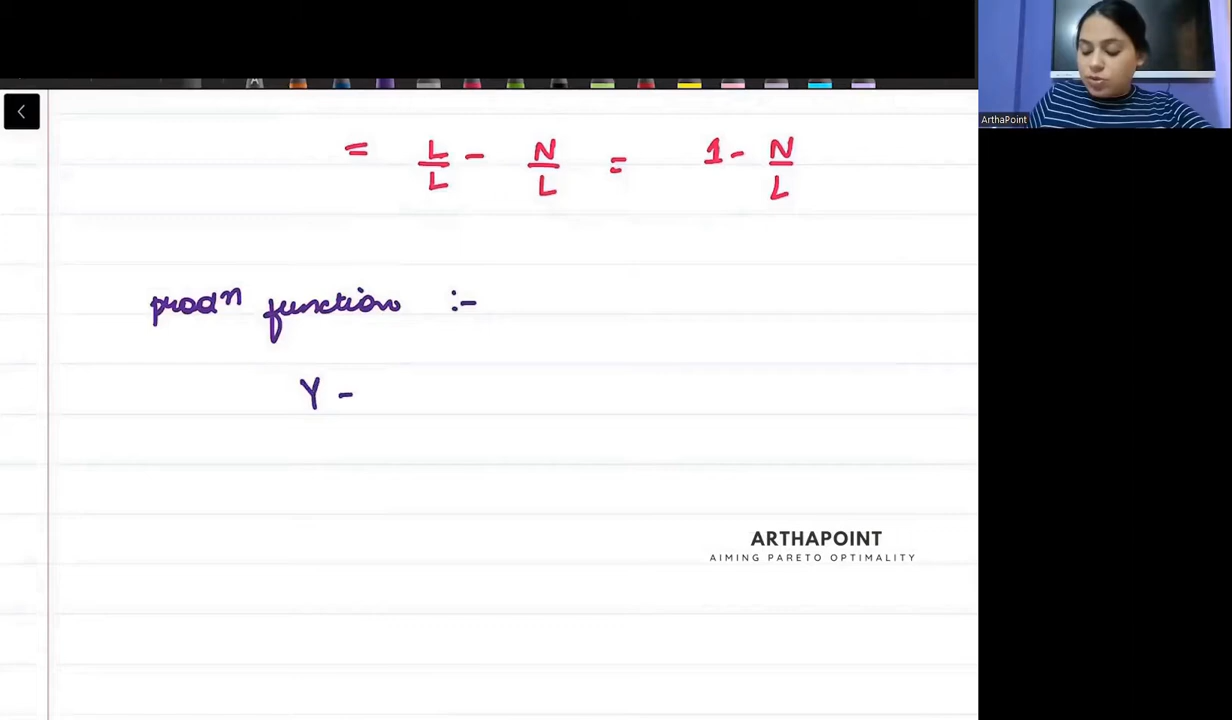 ArthaPoint
= L/L - N/L = 1 - N/L
prodⁿ function :-
Y -
ARTHAPOINT
AIMING PARETO OPTIMALITY